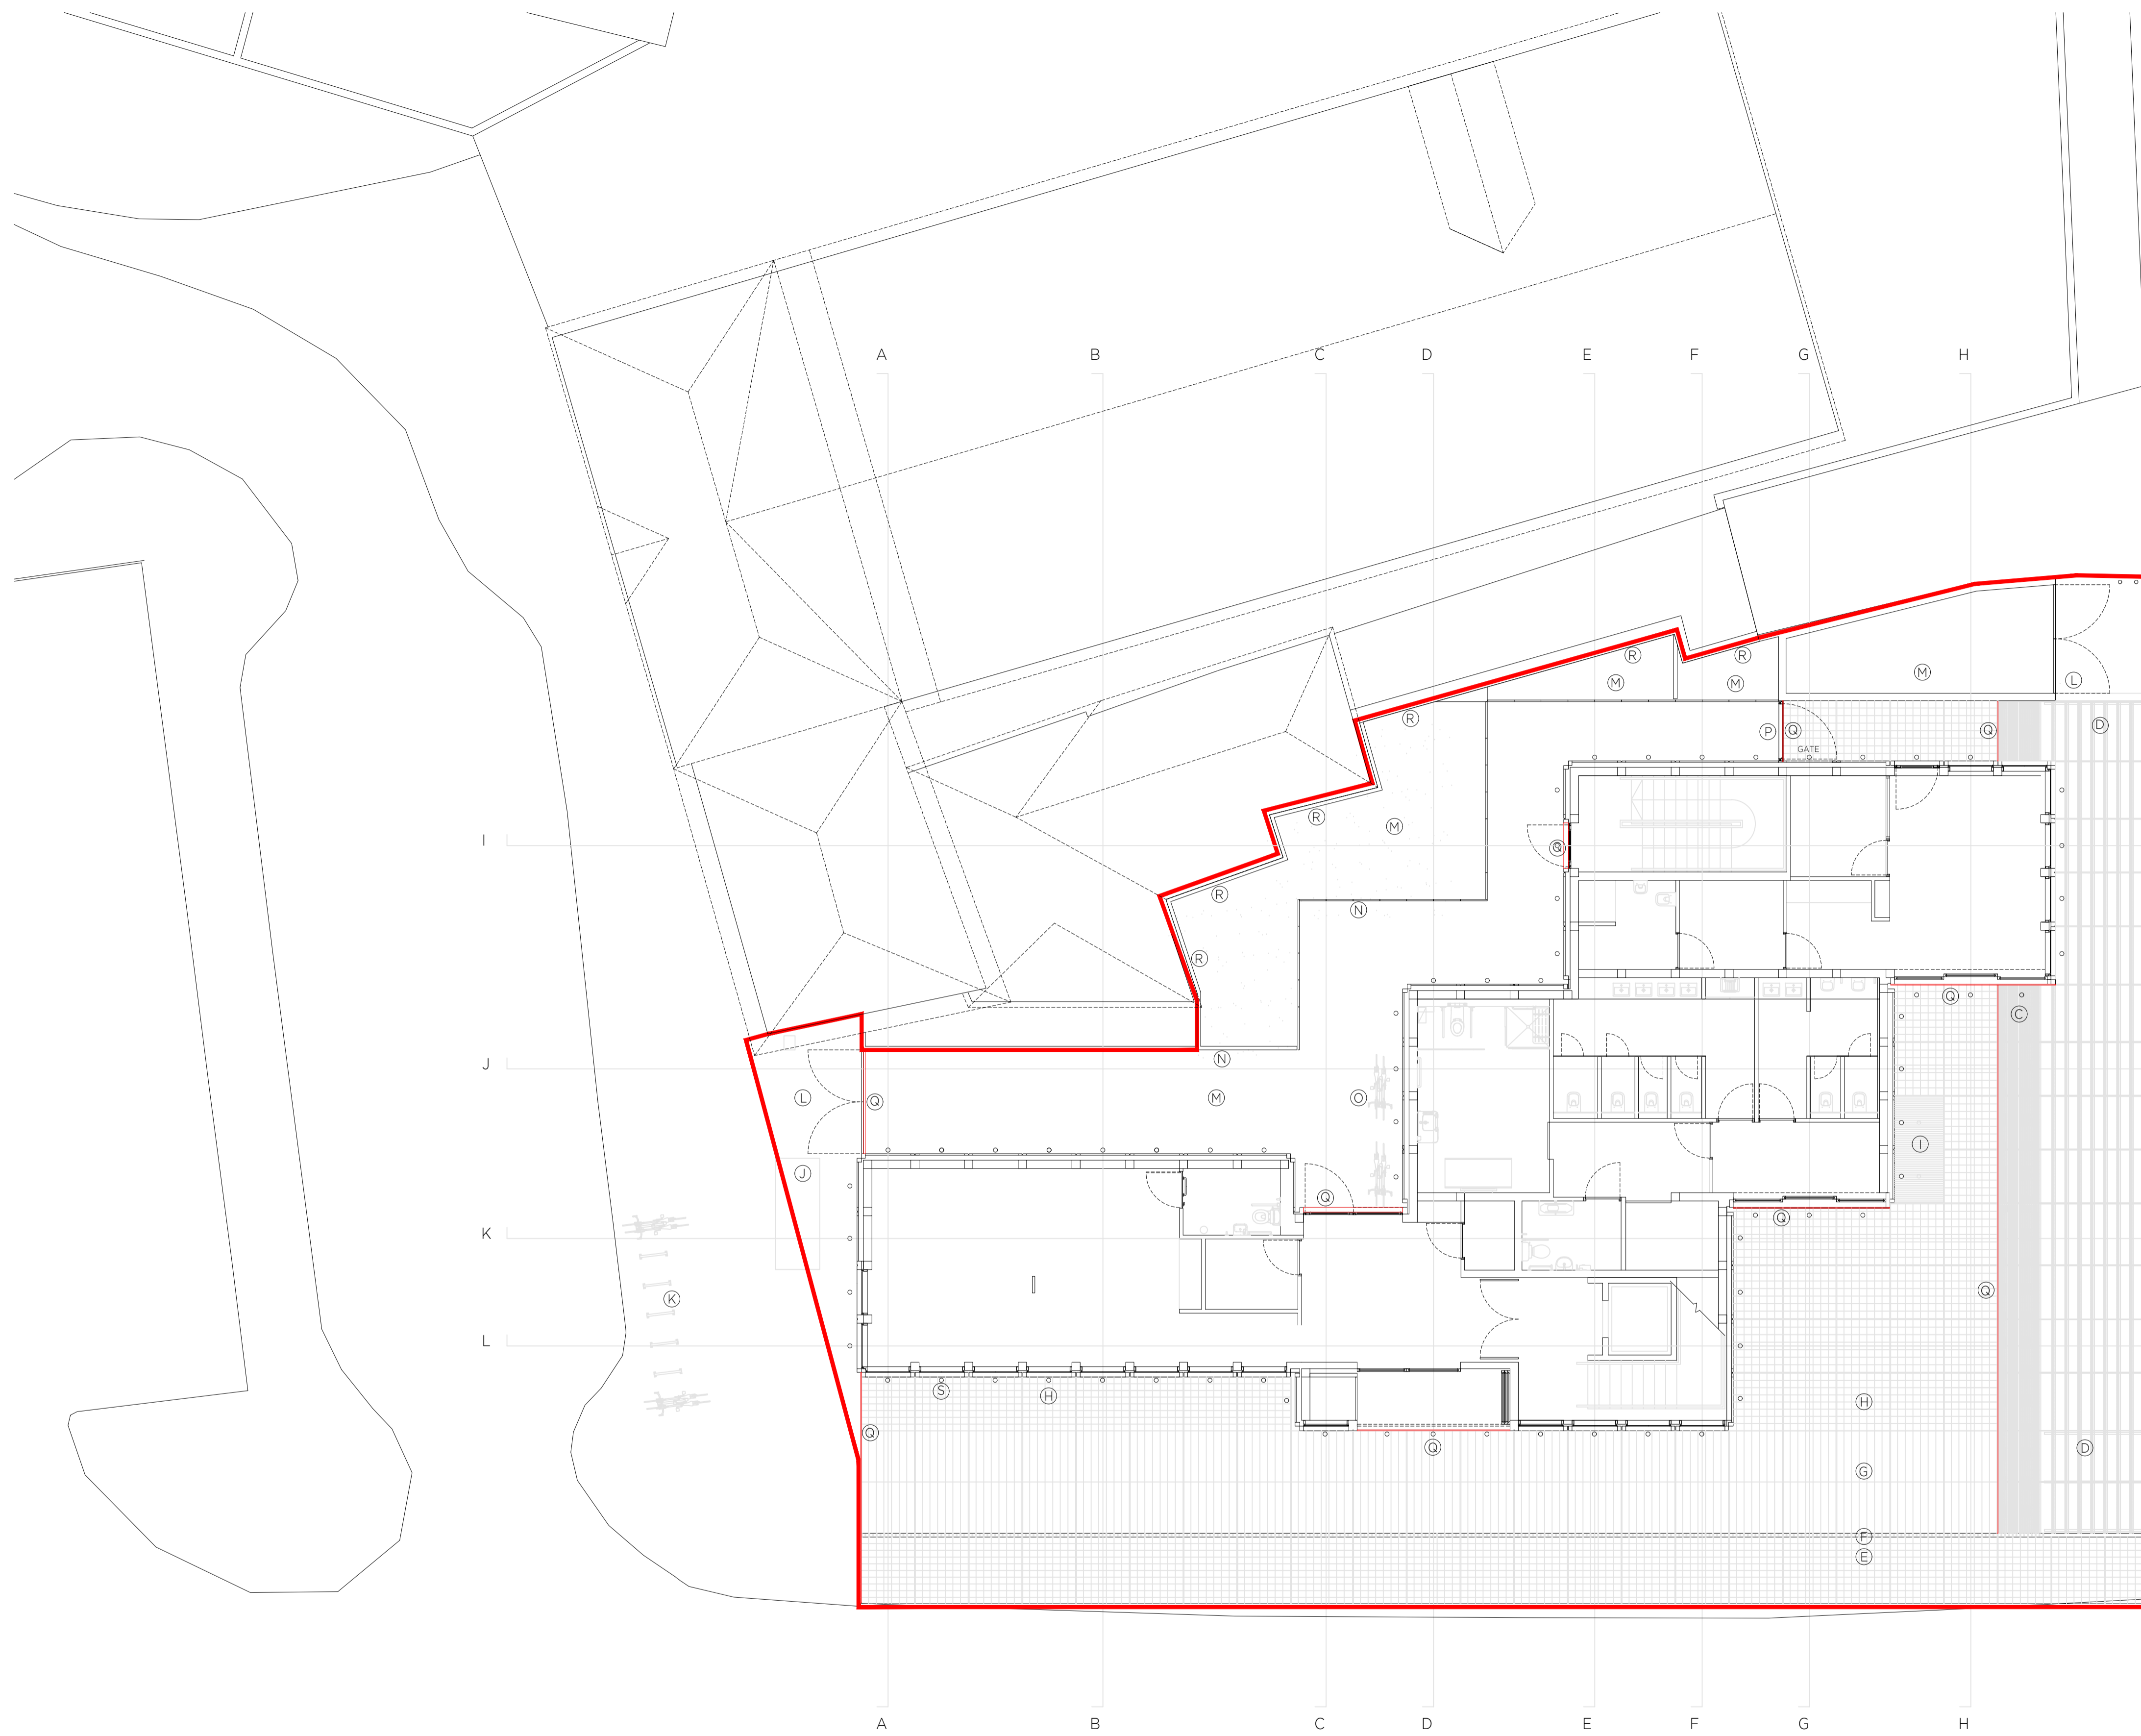 A B C D E F G H
R R M L
M M
R P Q Q D
GATE
R M I
Q
R N
R Q C
N
J
L Q M O
I
J Q
Q
K
K Q
L
S H H
Q Q D
G
F
E
A B C D E F G H